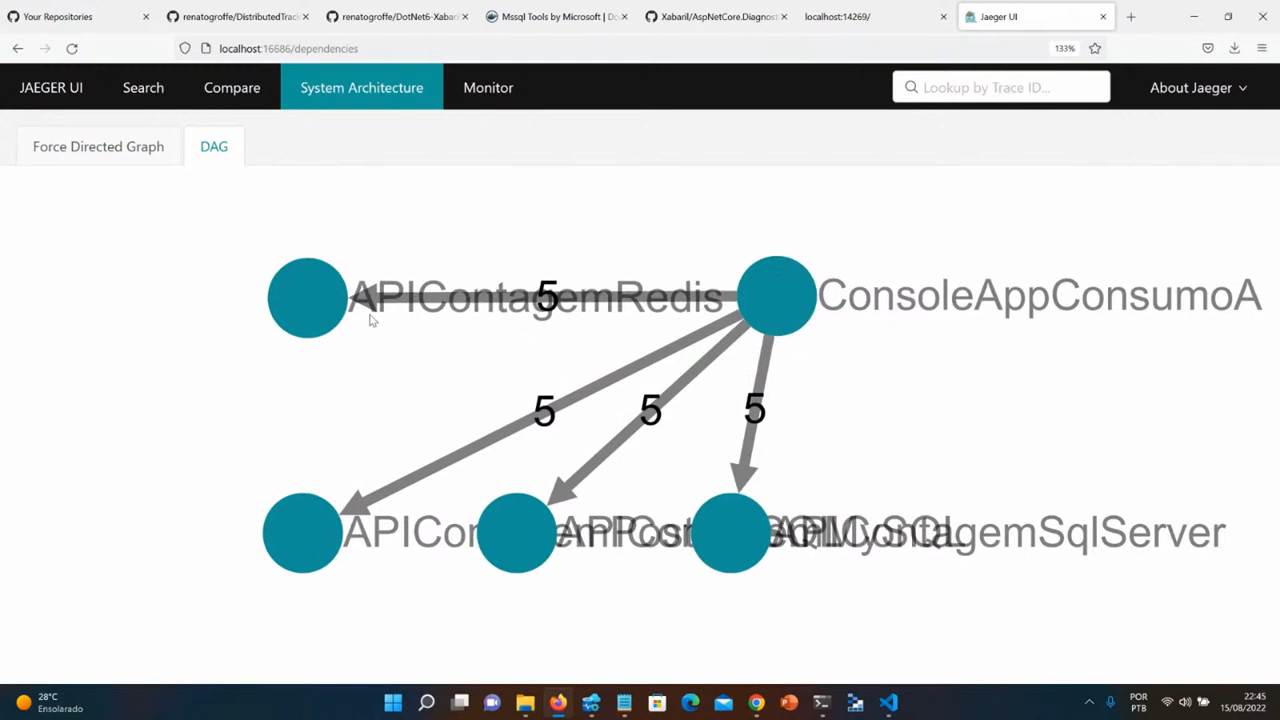 Your Repositories
renatogroffe/DistributedTrac
renatogroffe/DotNet6-Xabari
Mssql Tools by Microsoft | Do
Xabaril/AspNetCore.Diagnost
localhost:14269/
Jaeger UI
localhost:16686/dependencies
133%
JAEGER UI
Search
Compare
System Architecture
Monitor
Lookup by Trace ID...
About Jaeger
Force Directed Graph
DAG
APIContagemRedis
5
ConsoleAppConsumoA
5
5
5
28°C
Ensolarado
POR
PTB
22:45
15/08/2022